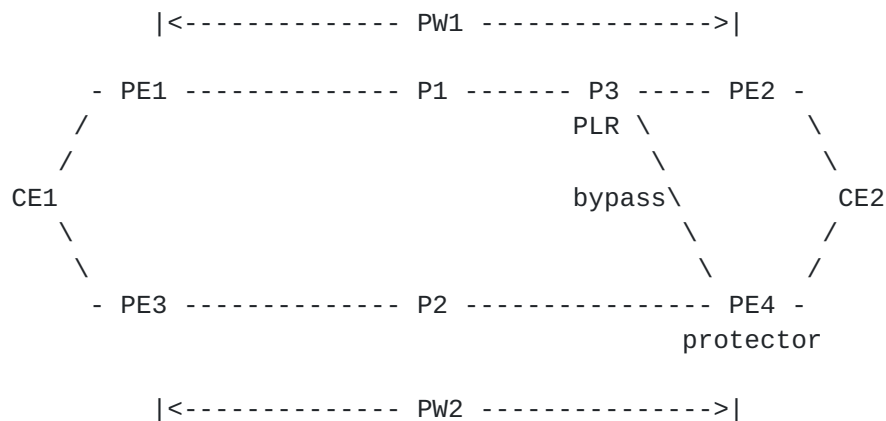 |<------------- PW1 --------------->|
- PE1 -------------- P1 ------- P3 ----- PE2 -
/ PLR \ \
/ \ \
CE1 bypass\ CE2
\ \ /
\ \ /
- PE3 -------------- P2 ---------------- PE4 -
protector
|<------------- PW2 --------------->|